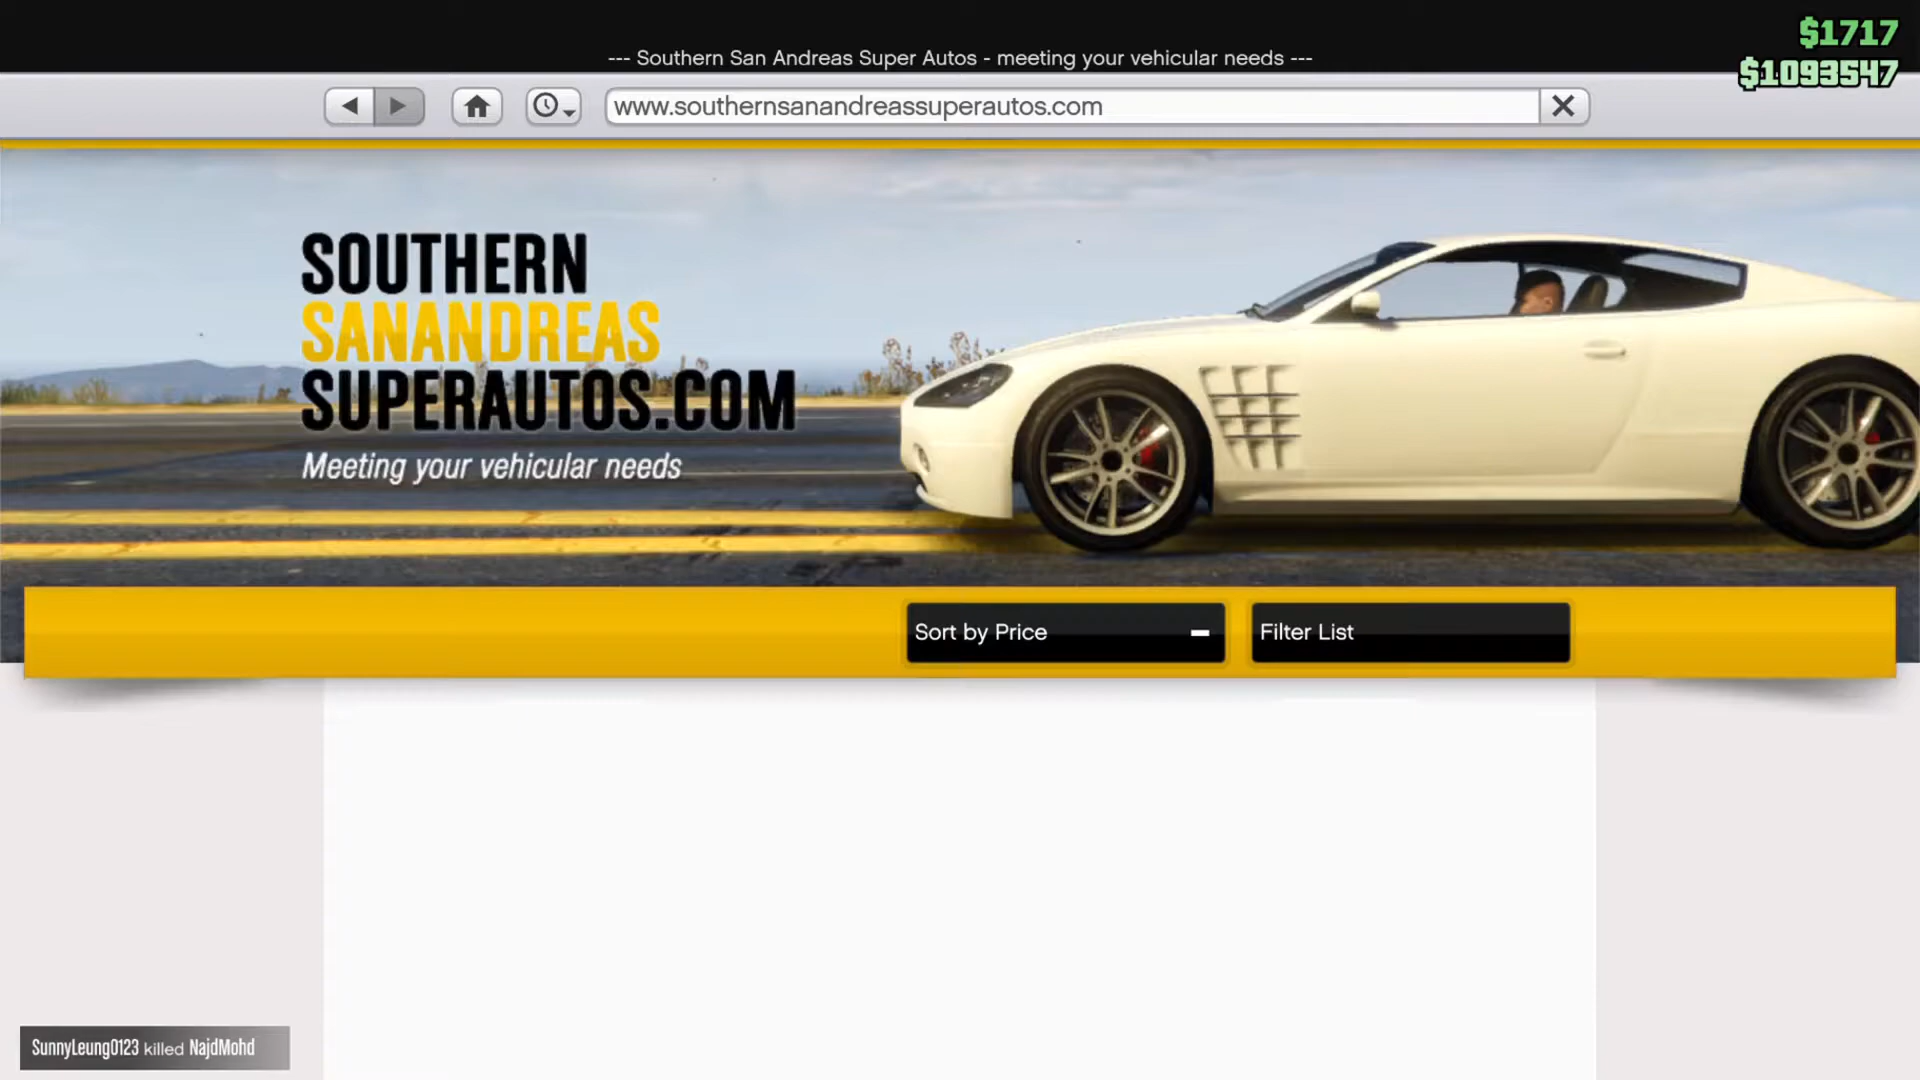 $1717
--- Southern San Andreas Super Autos - meeting your vehicular needs ---
$1093547
www.southernsanandreassuperautos.com
SOUTHERN
SANANDREAS
SUPERAUTOS.COM
Meeting your vehicular needs
Sort by Price
Filter List
SunnyLeung0123 killed NajdMohd